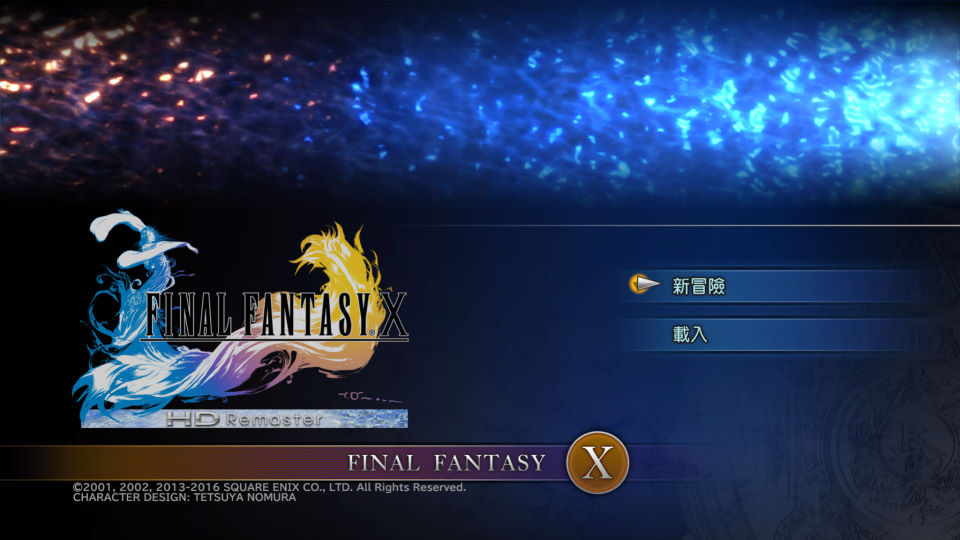 FINAL FANTASY® X
HD Remaster
新冒險
載入
FINAL FANTASY X
©2001, 2002, 2013-2016 SQUARE ENIX CO., LTD. All Rights Reserved.
CHARACTER DESIGN: TETSUYA NOMURA